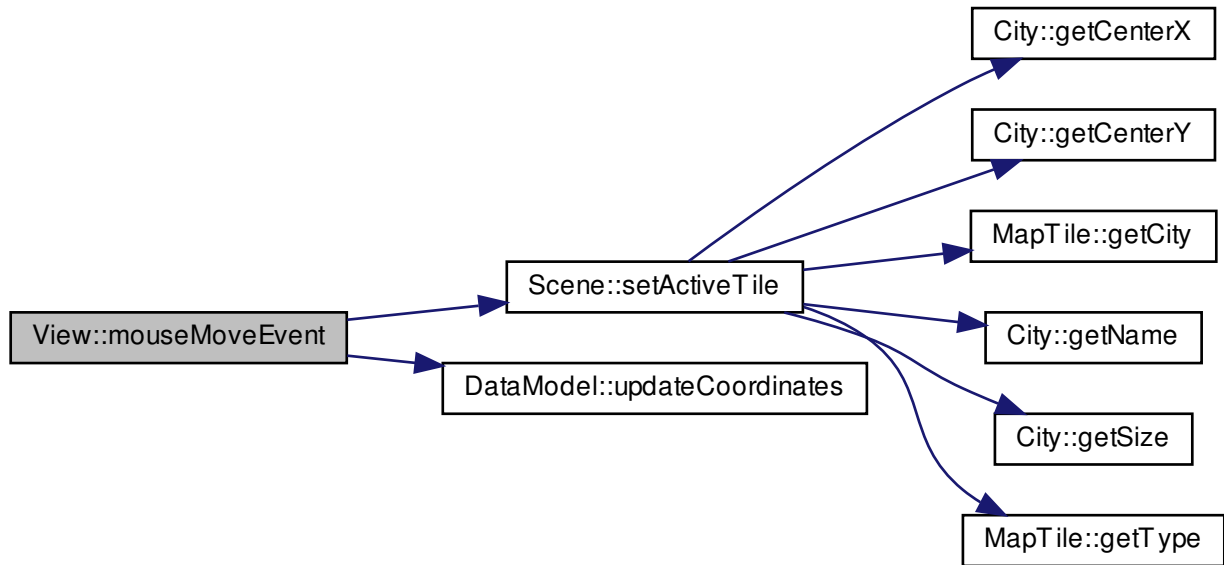 City::getCenterX
City::getCenterY
MapTile::getCity
Scene::setActiveTile
View::mouseMoveEvent
City::getName
DataModel::updateCoordinates
City::getSize
MapTile::getType